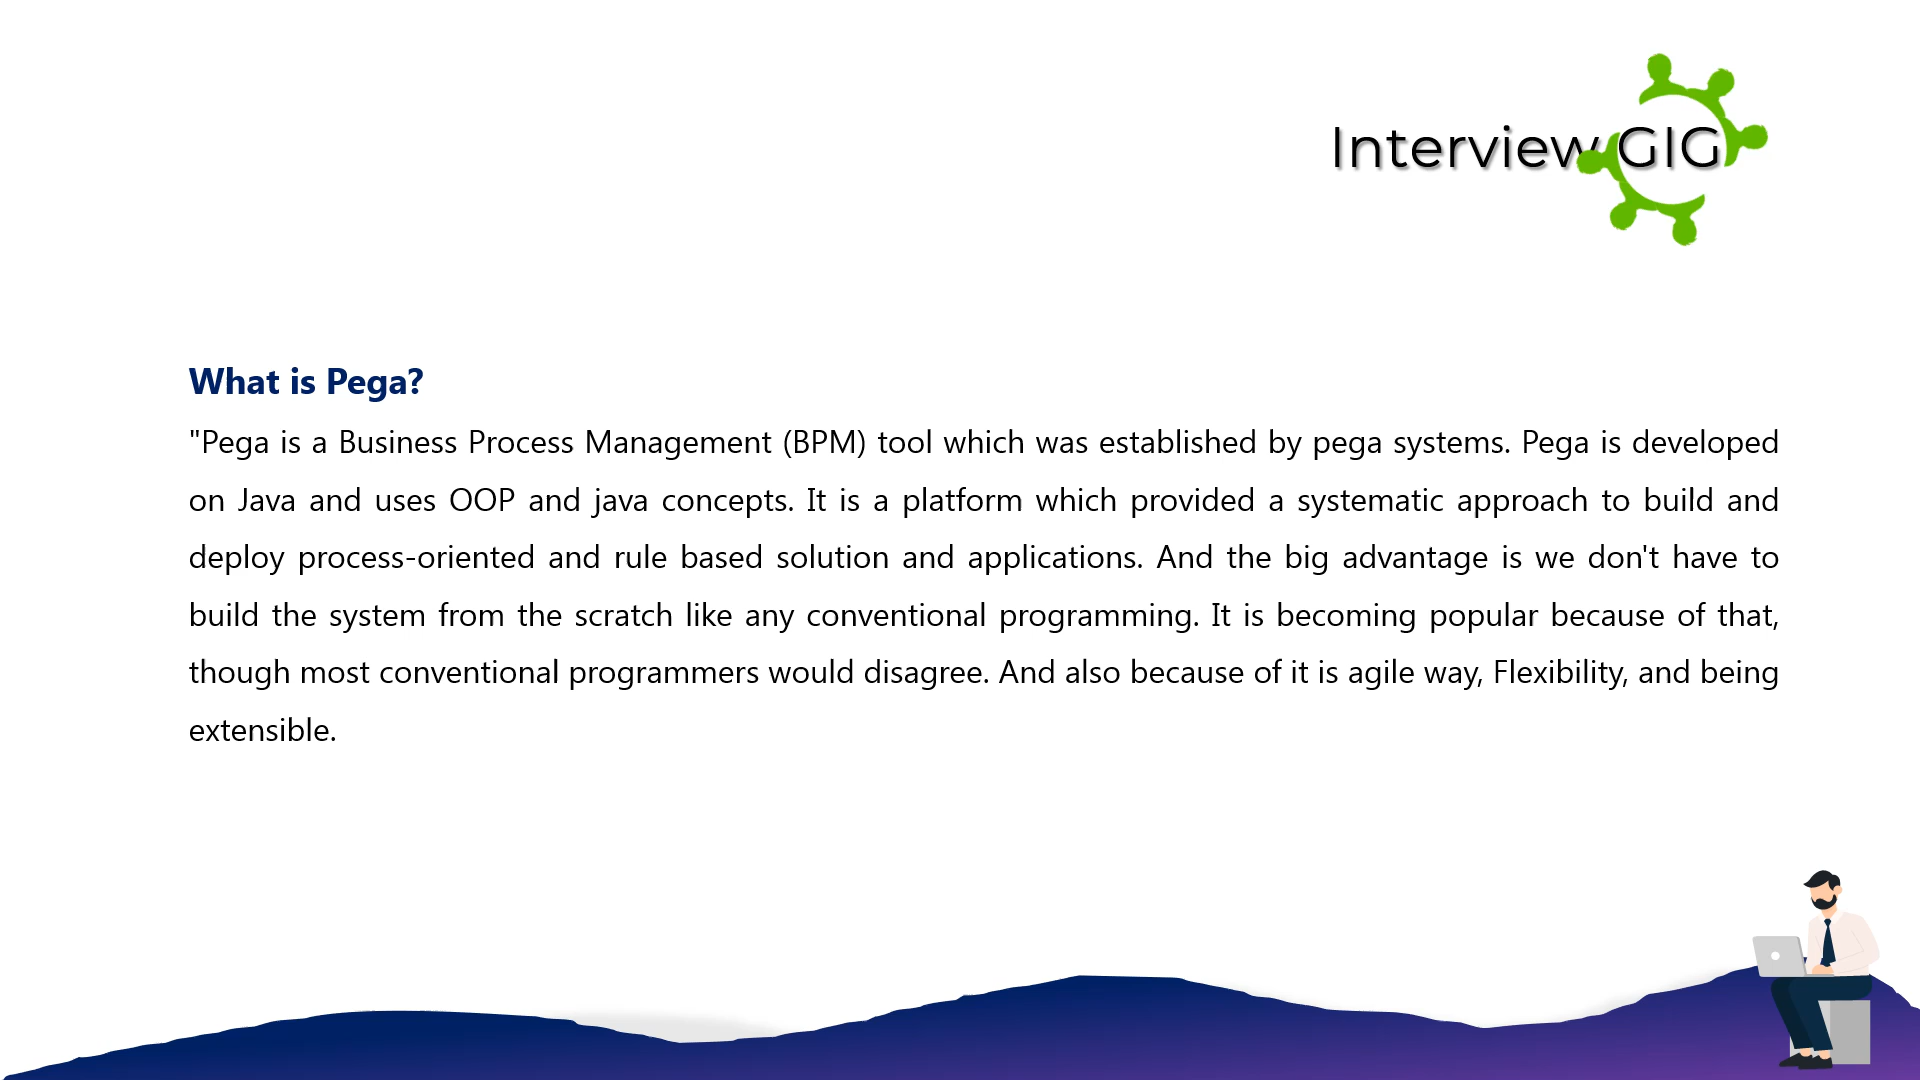 Interview GIG
What is Pega?
"Pega is a Business Process Management (BPM) tool which was established by pega systems. Pega is developed
on Java and uses OOP and java concepts. It is a platform which provided a systematic approach to build and
deploy process-oriented and rule based solution and applications. And the big advantage is we don't have to
build the system from the scratch like any conventional programming. It is becoming popular because of that,
though most conventional programmers would disagree. And also because of it is agile way, Flexibility, and being
extensible.